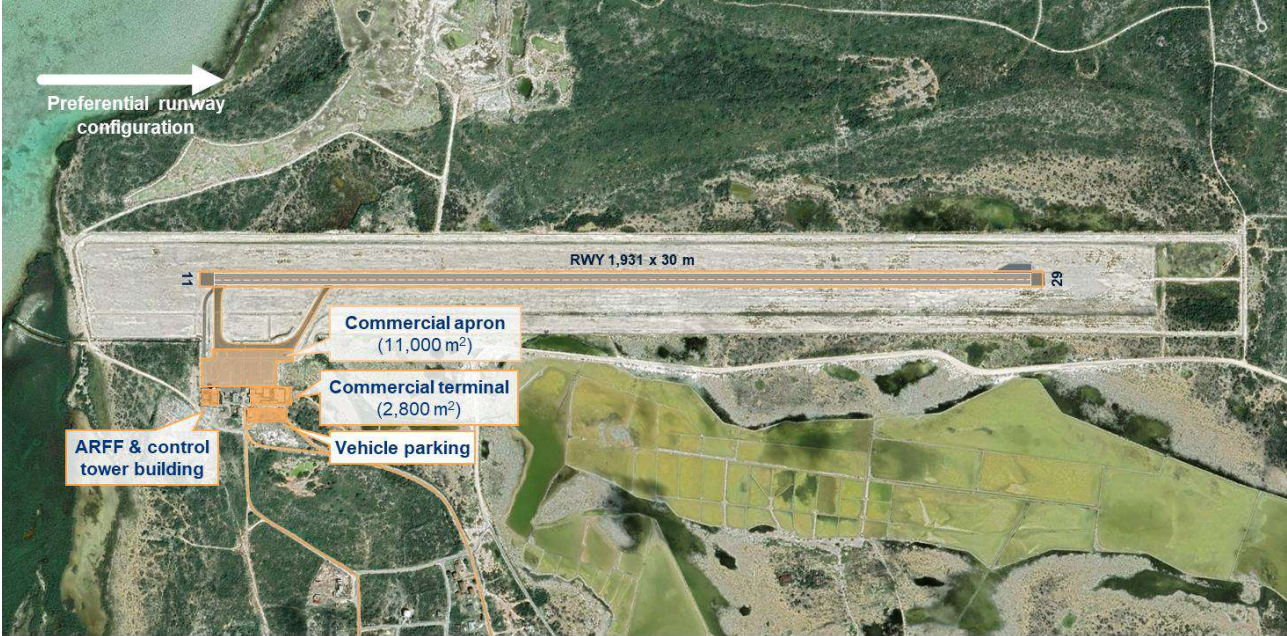 Preferential runway
configuration
RWY 1,931 x 30 m
11
29
Commercial apron
(11,000 m²)
Commercial terminal
(2,800 m²)
ARFF & control
tower building
Vehicle parking